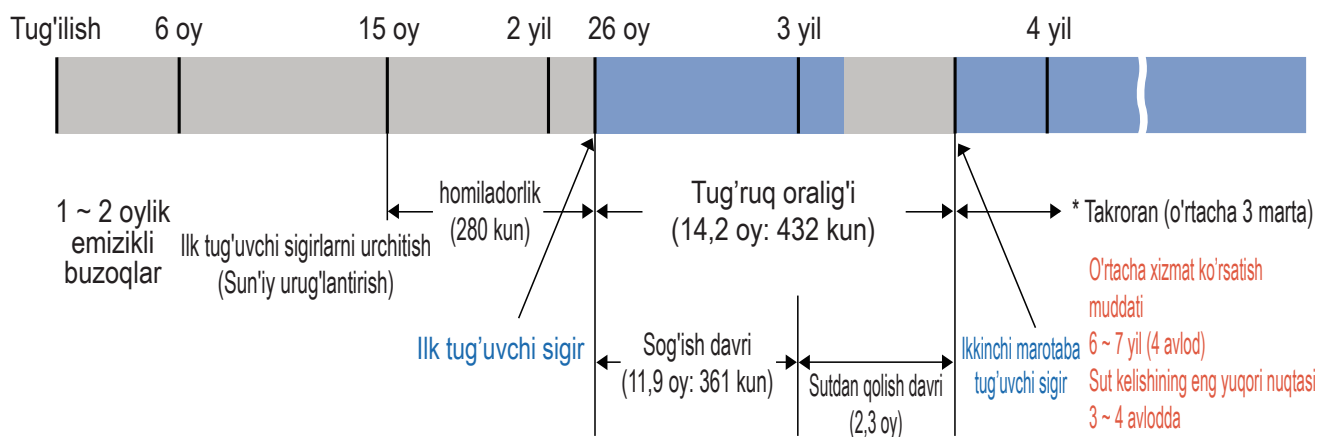 Tug'ilish
6 oy
15 oy
2 yil
26 oy
3 yil
4 yil
1 ~ 2 oylik
emizikli
buzoqlar
Ilk tug'uvchi sigirlarni urchitish
(Sun'iy urug'lantirish)
homiladorlik
(280 kun)
Tug’ruq oralig'i
(14,2 oy: 432 kun)
* Takroran (o'rtacha 3 marta)
Ilk tug’uvchi sigir
Sog'ish davri
(11,9 oy: 361 kun)
Sutdan qolish davri
(2,3 oy)
Ikkinchi marotaba
tug’uvchi sigir
O'rtacha xizmat ko’rsatish
muddati
6 ~ 7 yil (4 avlod)
Sut kelishining eng yuqori nuqtasi
3 ~ 4 avlodda